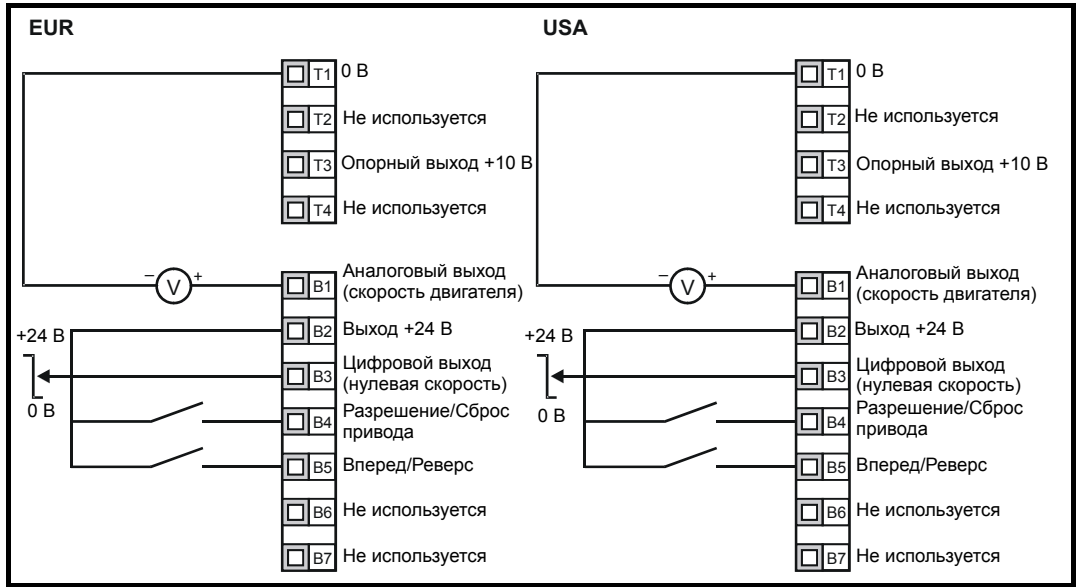 EUR
T1 0 В
T2 Не используется
T3 Опорный выход +10 В
T4 Не используется
– V +
B1 Аналоговый выход
(скорость двигателя)
B2 Выход +24 В
+24 В
B3 Цифровой выход
(нулевая скорость)
0 В
B4 Разрешение/Сброс
привода
B5 Вперед/Реверс
B6 Не используется
B7 Не используется
USA
T1 0 В
T2 Не используется
T3 Опорный выход +10 В
T4 Не используется
– V +
B1 Аналоговый выход
(скорость двигателя)
B2 Выход +24 В
+24 В
B3 Цифровой выход
(нулевая скорость)
0 В
B4 Разрешение/Сброс
привода
B5 Вперед/Реверс
B6 Не используется
B7 Не используется